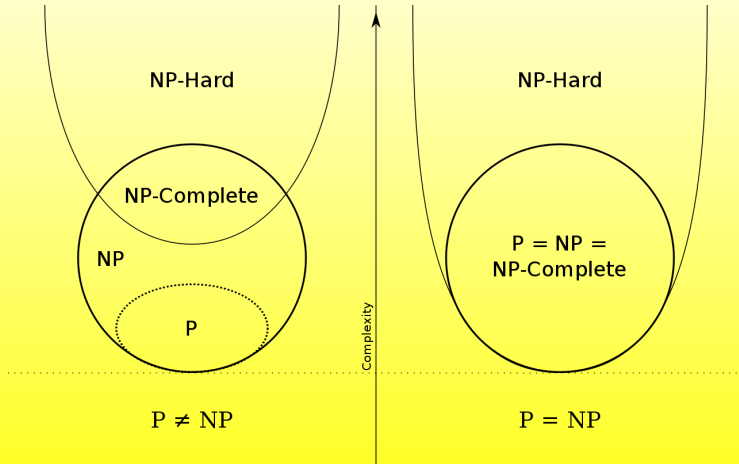 NP-Hard
NP-Complete
NP
P
P ≠ NP
Complexity
NP-Hard
P = NP =
NP-Complete
P = NP